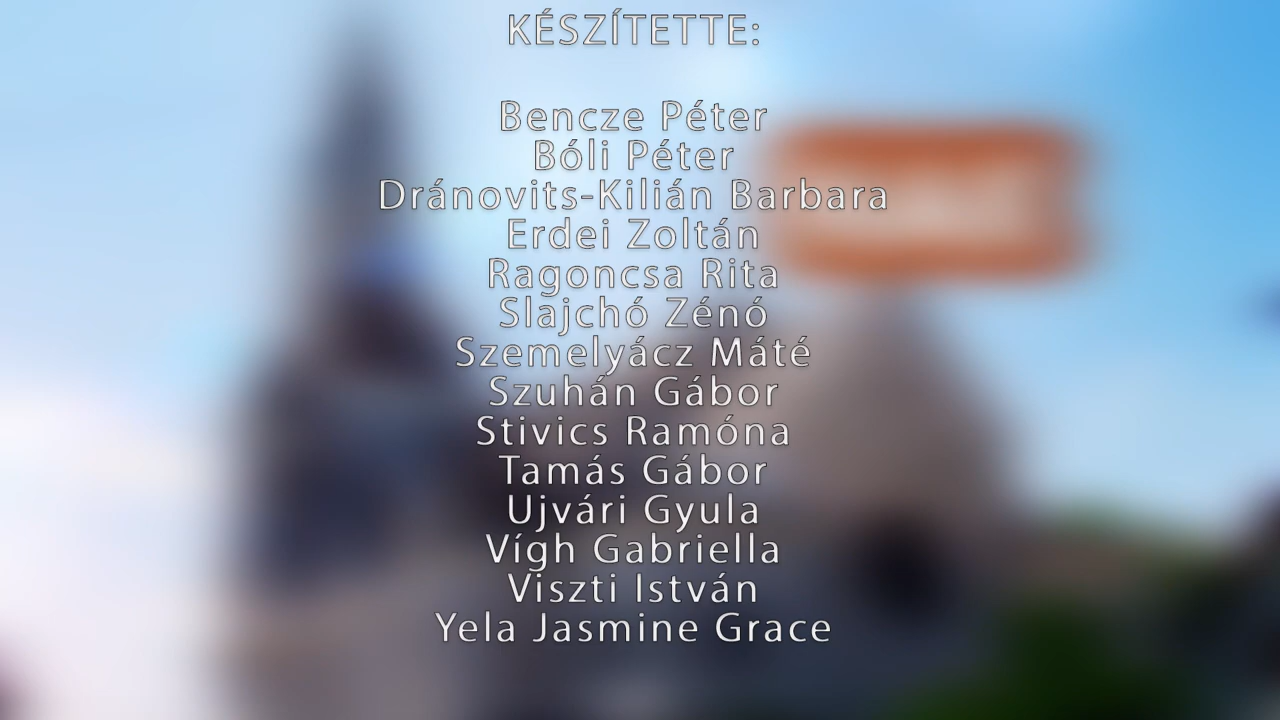 KÉSZÍTETTE:
Bencze Péter
Bóli Péter
Dránovits-Kilián Barbara
Erdei Zoltán
Ragoncsa Rita
Slajchó Zénó
Szemelyácz Máté
Szuhán Gábor
Stivics Ramóna
Tamás Gábor
Ujvári Gyula
Vígh Gabriella
Viszti István
Yela Jasmine Grace